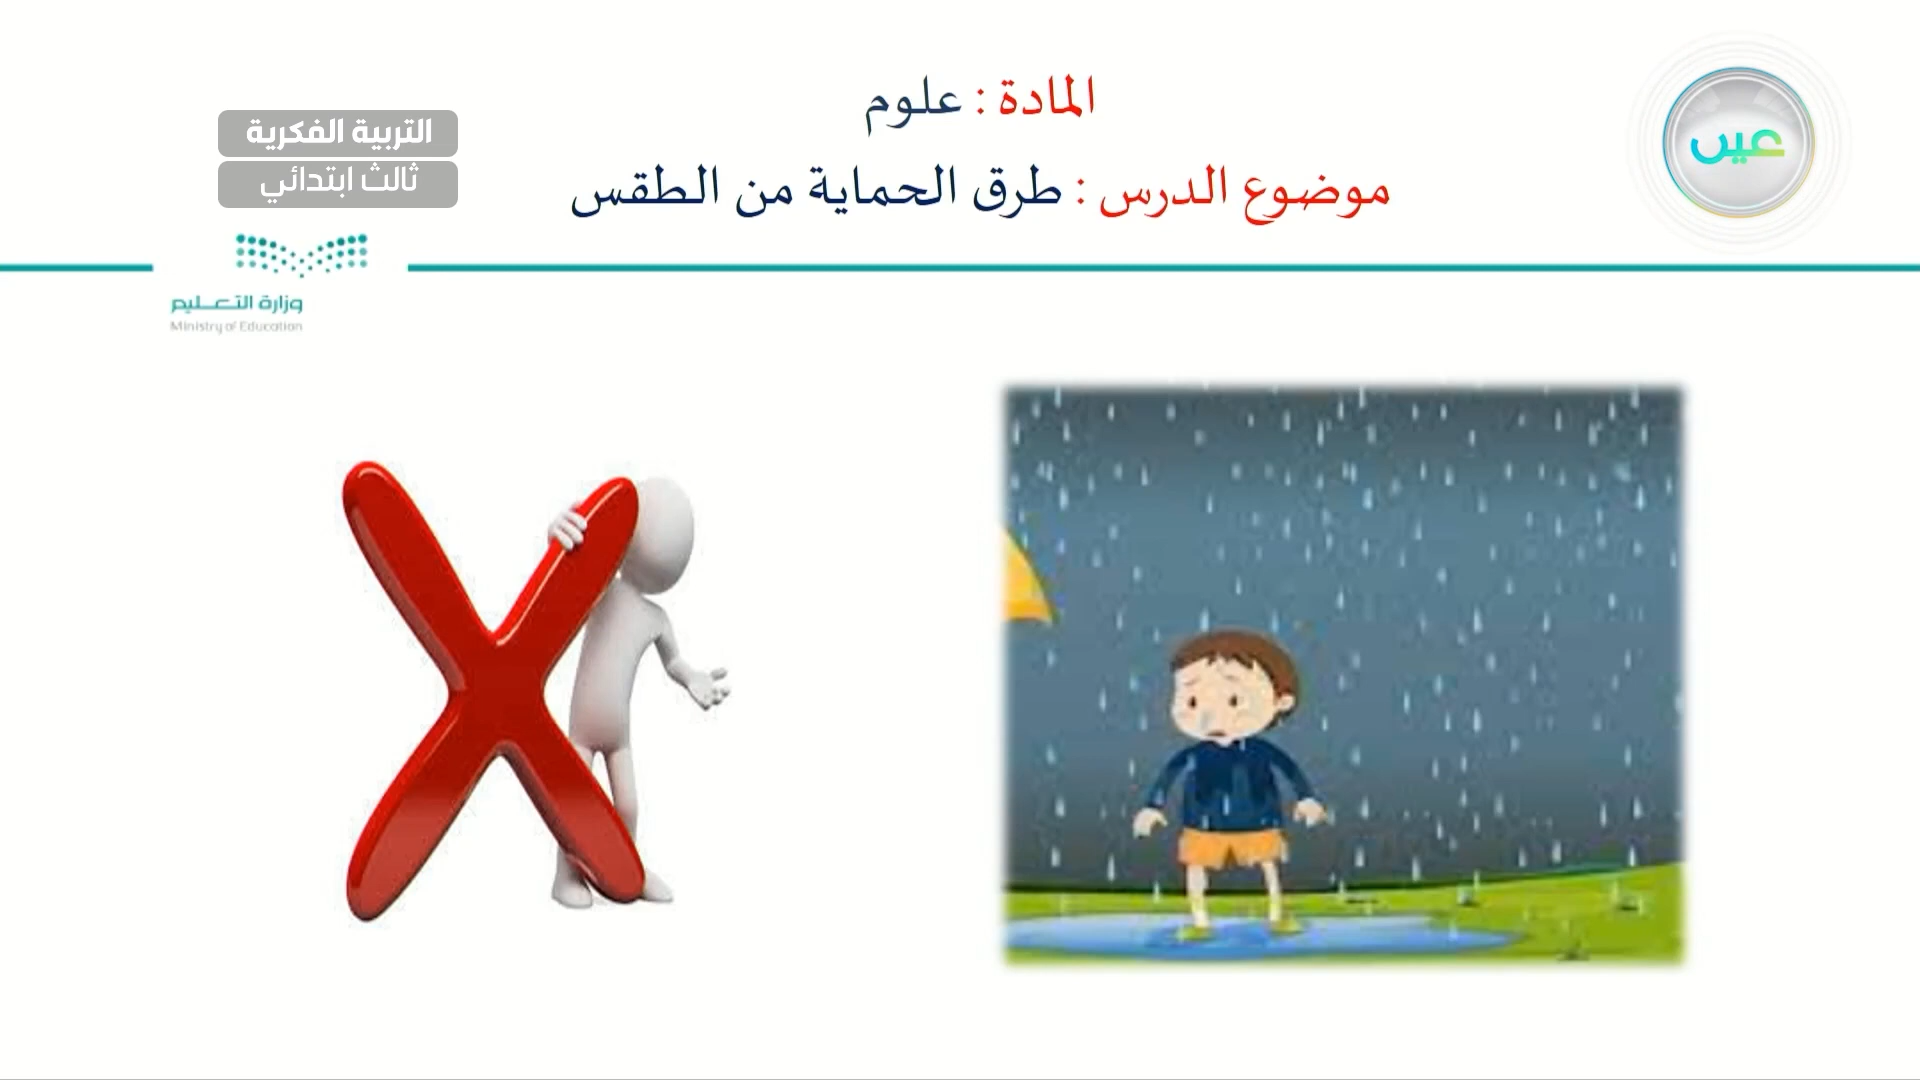 المادة : علوم
موضوع الدرس : طرق الحماية من الطقس
عين
التربية الفكرية
ثالث ابتدائي
وزارة التعليم
Ministry of Education